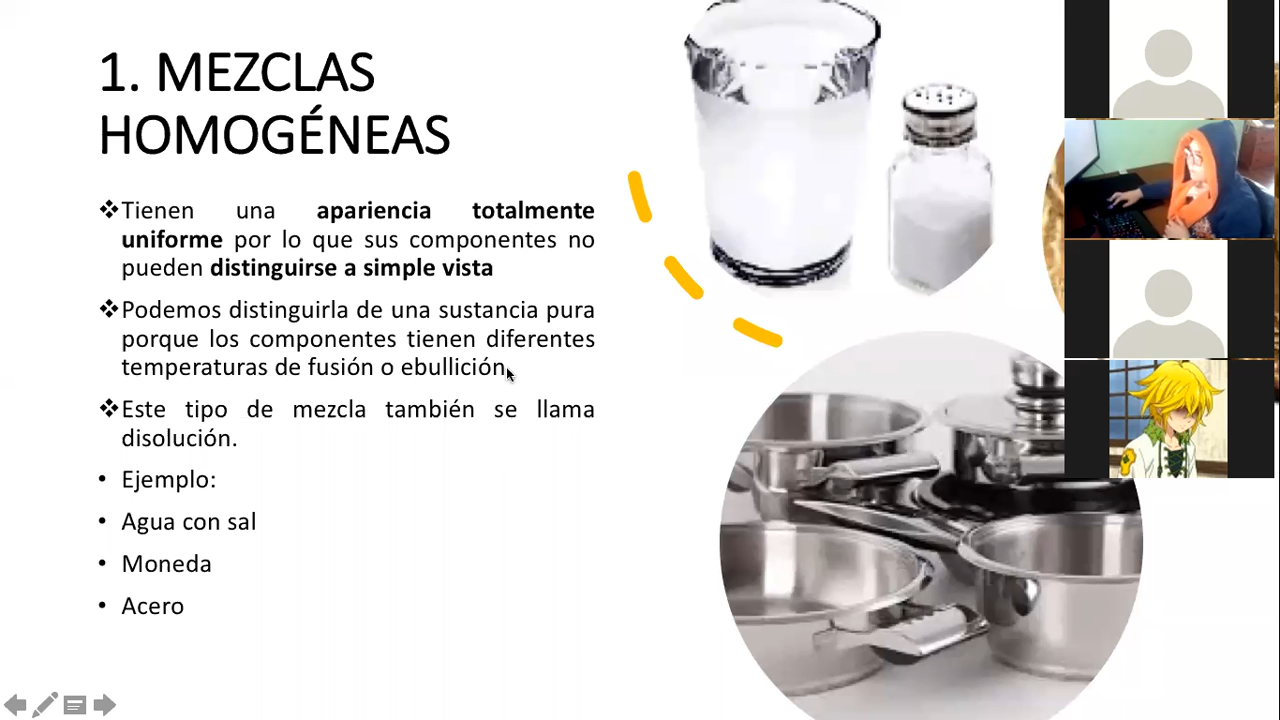 1. MEZCLAS
HOMOGÉNEAS
❖Tienen una apariencia totalmente
uniforme por lo que sus componentes no
pueden distinguirse a simple vista
❖Podemos distinguirla de una sustancia pura
porque los componentes tienen diferentes
temperaturas de fusión o ebullición.
❖Este tipo de mezcla también se llama
disolución.
• Ejemplo:
• Agua con sal
• Moneda
• Acero